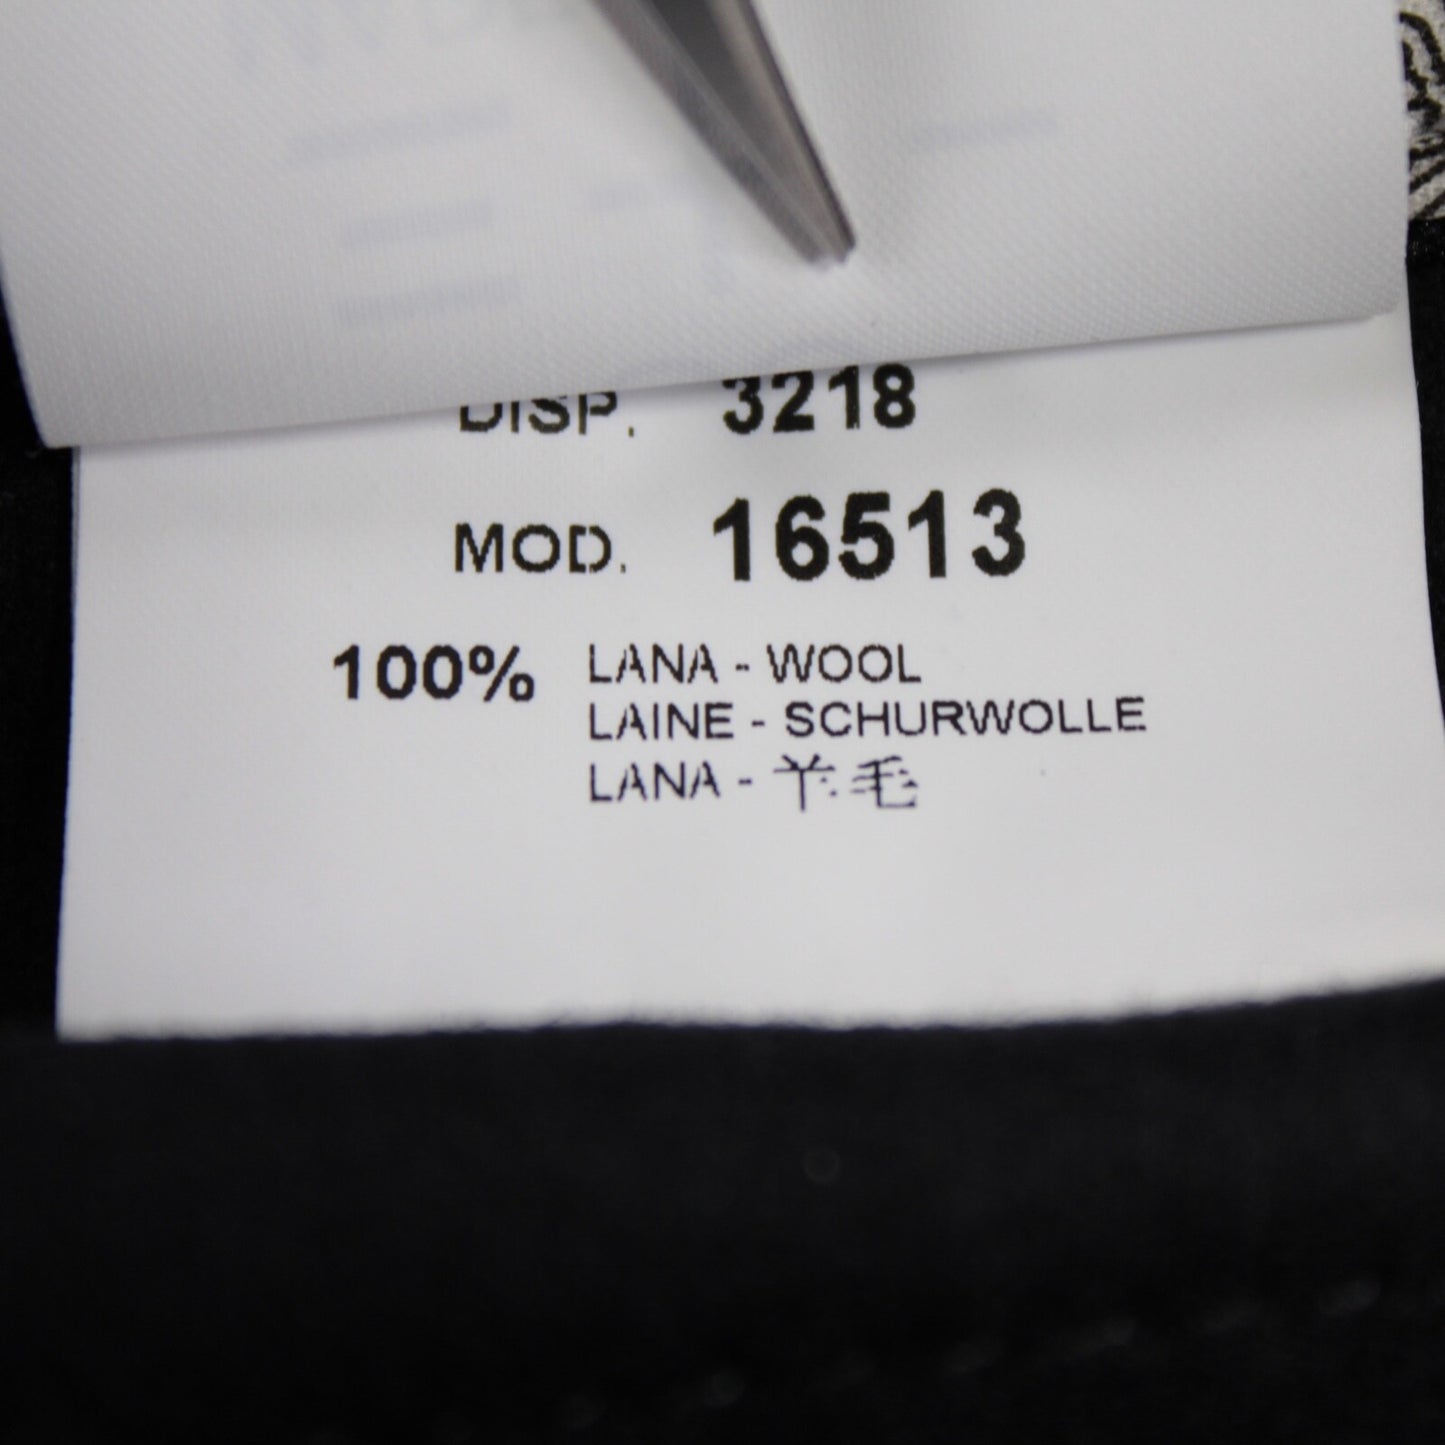 DISP. 3218
MOD. 16513
100% LANA - WOOL
LAINE - SCHURWOLLE
LANA - 羊毛